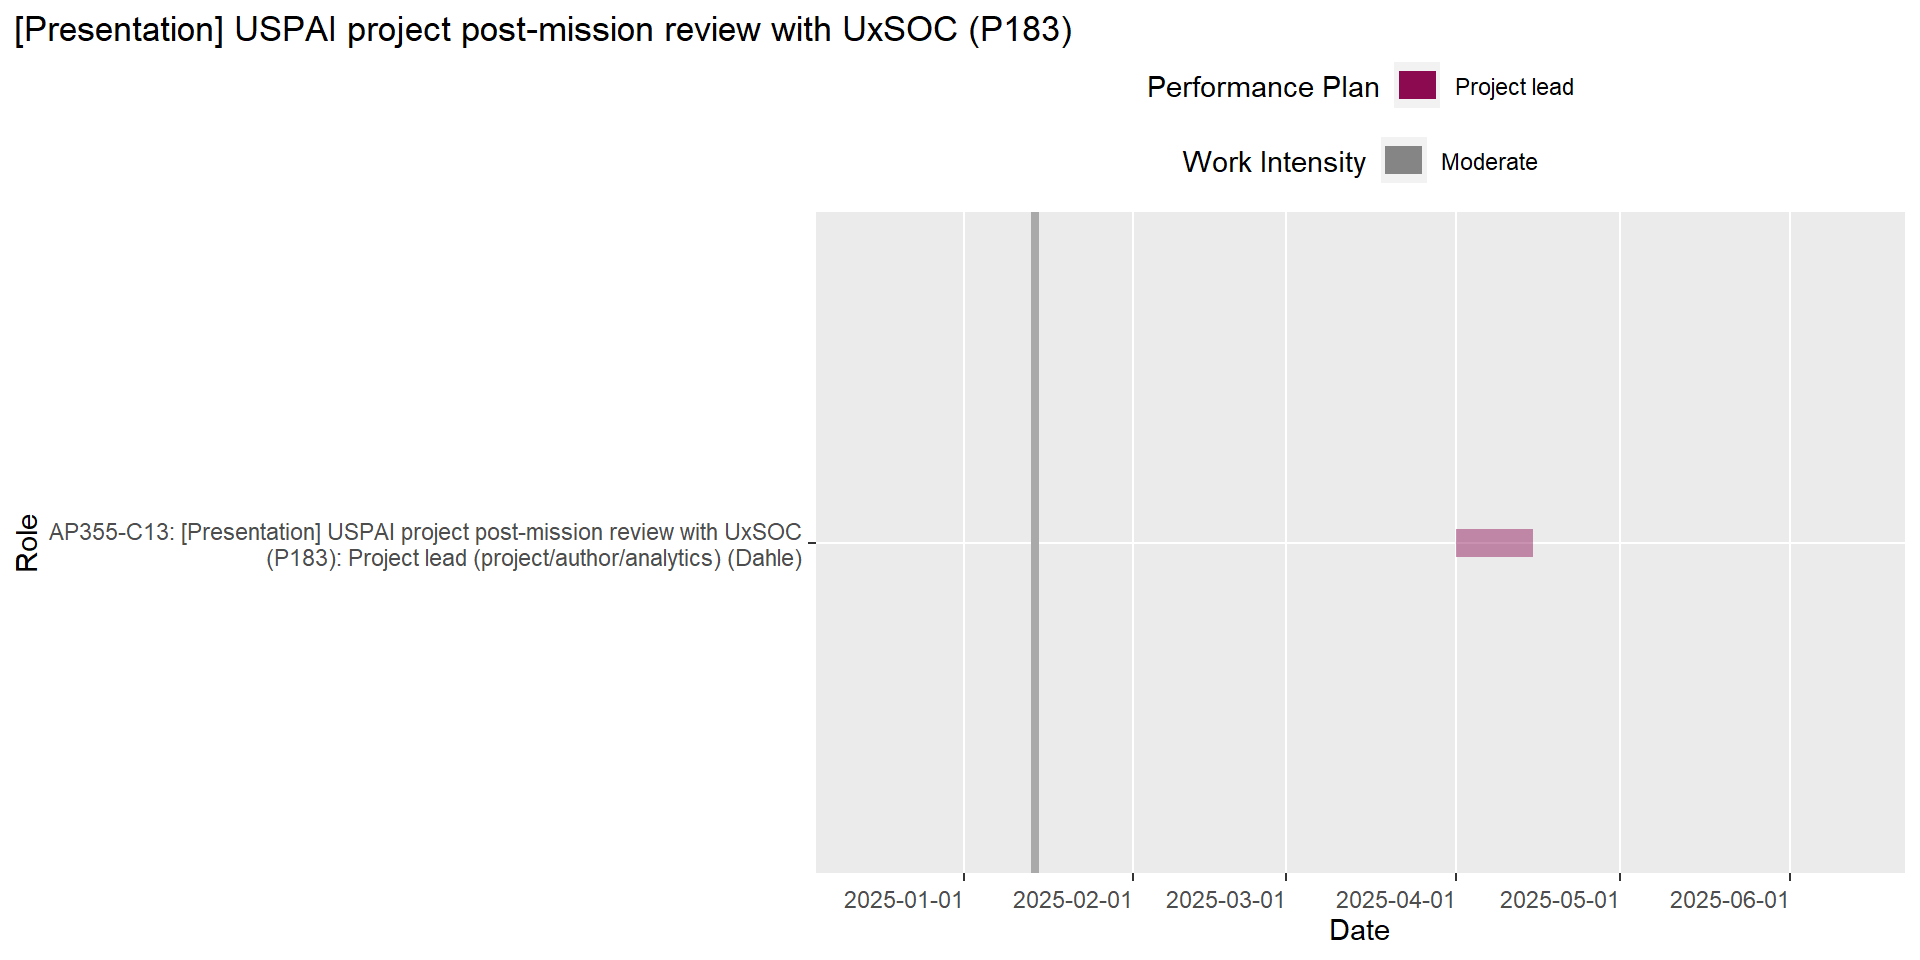 [Presentation] USPAI project post-mission review with UxSOC (P183)
Performance Plan Project lead
Work Intensity Moderate
Role
AP355-C13: [Presentation] USPAI project post-mission review with UxSOC
(P183): Project lead (project/author/analytics) (Dahle)
2025-01-01 2025-02-01 2025-03-01 2025-04-01 2025-05-01 2025-06-01
Date